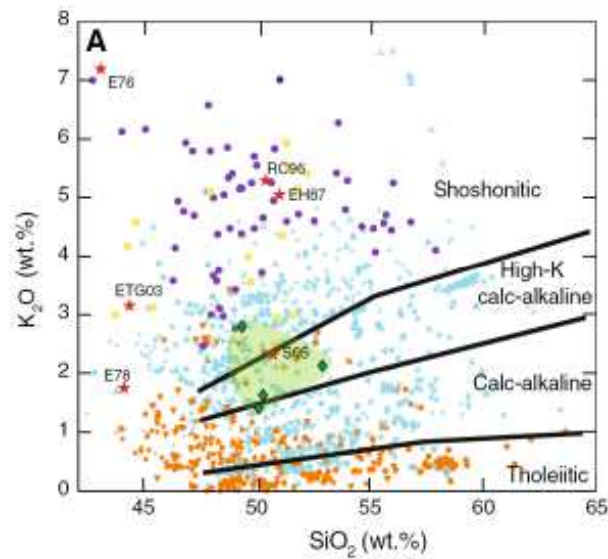 A
8
7
6
5
4
3
2
1
0
K₂O (wt.%)
E76
RC96
EH87
Shoshonitic
High-K
calc-alkaline
ETG03
S95
E78
Calc-alkaline
Tholeiitic
45
50
55
60
65
SiO₂ (wt.%)